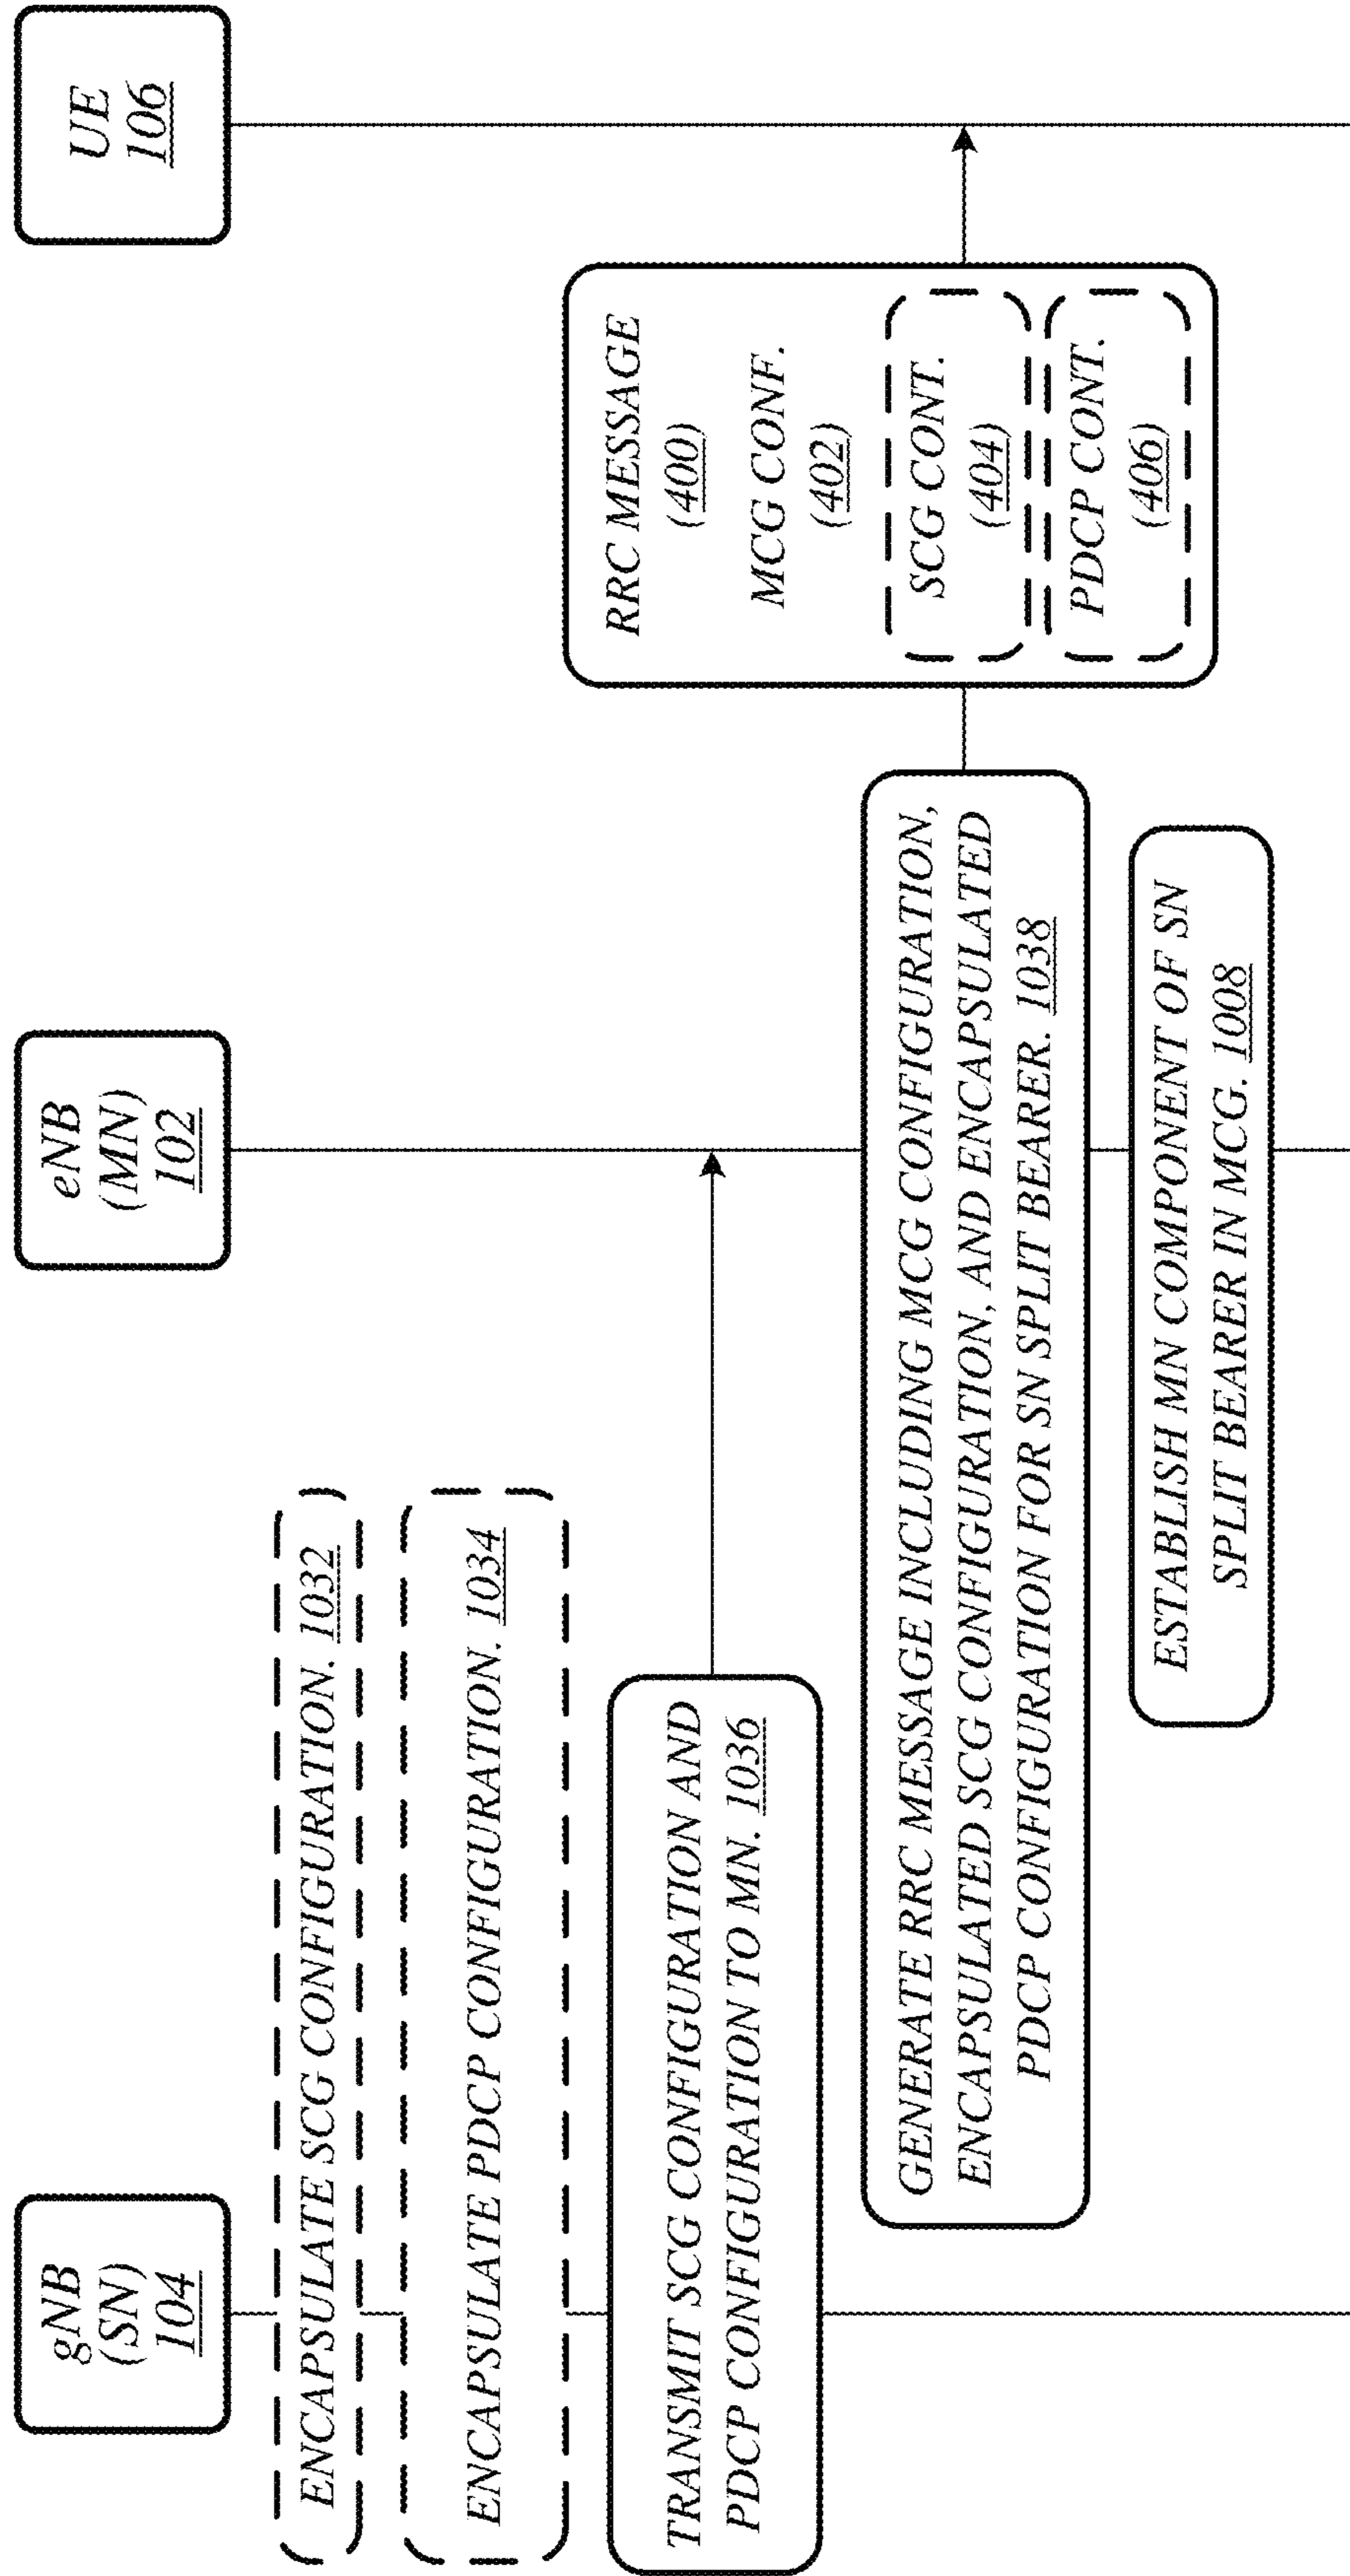 gNB
(SN)
104
eNB
(MN)
102
UE
106
ENCAPSULATE SCG CONFIGURATION. 1032
ENCAPSULATE PDCP CONFIGURATION. 1034
TRANSMIT SCG CONFIGURATION AND
PDCP CONFIGURATION TO MN. 1036
GENERATE RRC MESSAGE INCLUDING MCG CONFIGURATION,
ENCAPSULATED SCG CONFIGURATION, AND ENCAPSULATED
PDCP CONFIGURATION FOR SN SPLIT BEARER. 1038
RRC MESSAGE
(400)
MCG CONF.
(402)
SCG CONT.
(404)
PDCP CONT.
(406)
ESTABLISH MN COMPONENT OF SN
SPLIT BEARER IN MCG. 1008